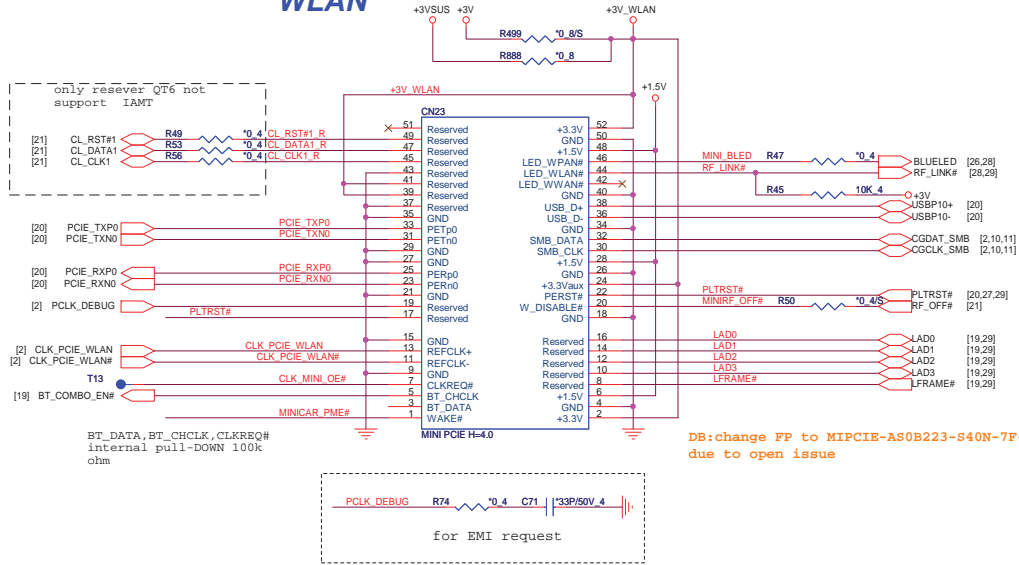 WLAN
+3VSUS +3V +3V_WLAN
R499 *0_8/S
R888 *0_8
+3V_WLAN
+1.5V
only resever QT6 not
support IAMT
[21] CL_RST#1 R49 *0_4 CL_RST#1_R
[21] CL_DATA1 R53 *0_4 CL_DATA1_R
[21] CL_CLK1 R56 *0_4 CL_CLK1_R
CN23
51 Reserved +3.3V 52
49 Reserved GND 50
47 Reserved +1.5V 48
45 Reserved LED_WPAN# 46
43 Reserved LED_WLAN# 44
41 Reserved LED_WWAN# 42
39 Reserved GND 40
37 Reserved USB_D+ 38
35 GND USB_D- 36
33 PETp0 GND 34
31 PETn0 SMB_DATA 32
29 GND SMB_CLK 30
27 GND +1.5V 28
25 PERp0 GND 26
23 PERn0 +3.3Vaux 24
21 GND PERST# 22
19 Reserved W_DISABLE# 20
17 Reserved GND 18
15 GND Reserved 16
13 REFCLK+ Reserved 14
11 REFCLK- Reserved 12
9 GND Reserved 10
7 CLKREQ# Reserved 8
5 BT_CHCLK +1.5V 6
3 BT_DATA GND 4
1 WAKE# +3.3V 2
MINI PCIE H=4.0
[20] PCIE_TXP0 PCIE_TXP0
[20] PCIE_TXN0 PCIE_TXN0
[20] PCIE_RXP0 PCIE_RXP0
[20] PCIE_RXN0 PCIE_RXN0
[2] PCLK_DEBUG
PLTRST#
[2] CLK_PCIE_WLAN CLK_PCIE_WLAN
[2] CLK_PCIE_WLAN# CLK_PCIE_WLAN#
T13 CLK_MINI_OE#
[19] BT_COMBO_EN#
MINICAR_PME#
MINI_BLED R47 *0_4 BLUELED [26,28]
RF_LINK# RF_LINK# [28,29]
R45 10K_4 +3V
USBP10+ [20]
USBP10- [20]
CGDAT_SMB [2,10,11]
CGCLK_SMB [2,10,11]
PLTRST# PLTRST# [20,27,29]
MINIRF_OFF# R50 *0_4/S RF_OFF# [21]
LAD0 LAD0 [19,29]
LAD1 LAD1 [19,29]
LAD2 LAD2 [19,29]
LAD3 LAD3 [19,29]
LFRAME# LFRAME# [19,29]
BT_DATA,BT_CHCLK,CLKREQ#
internal pull-DOWN 100k
ohm
DB:change FP to MIPCIE-AS0B223-S40N-7F
due to open issue
PCLK_DEBUG R74 *0_4 C71 *33P/50V_4
for EMI request